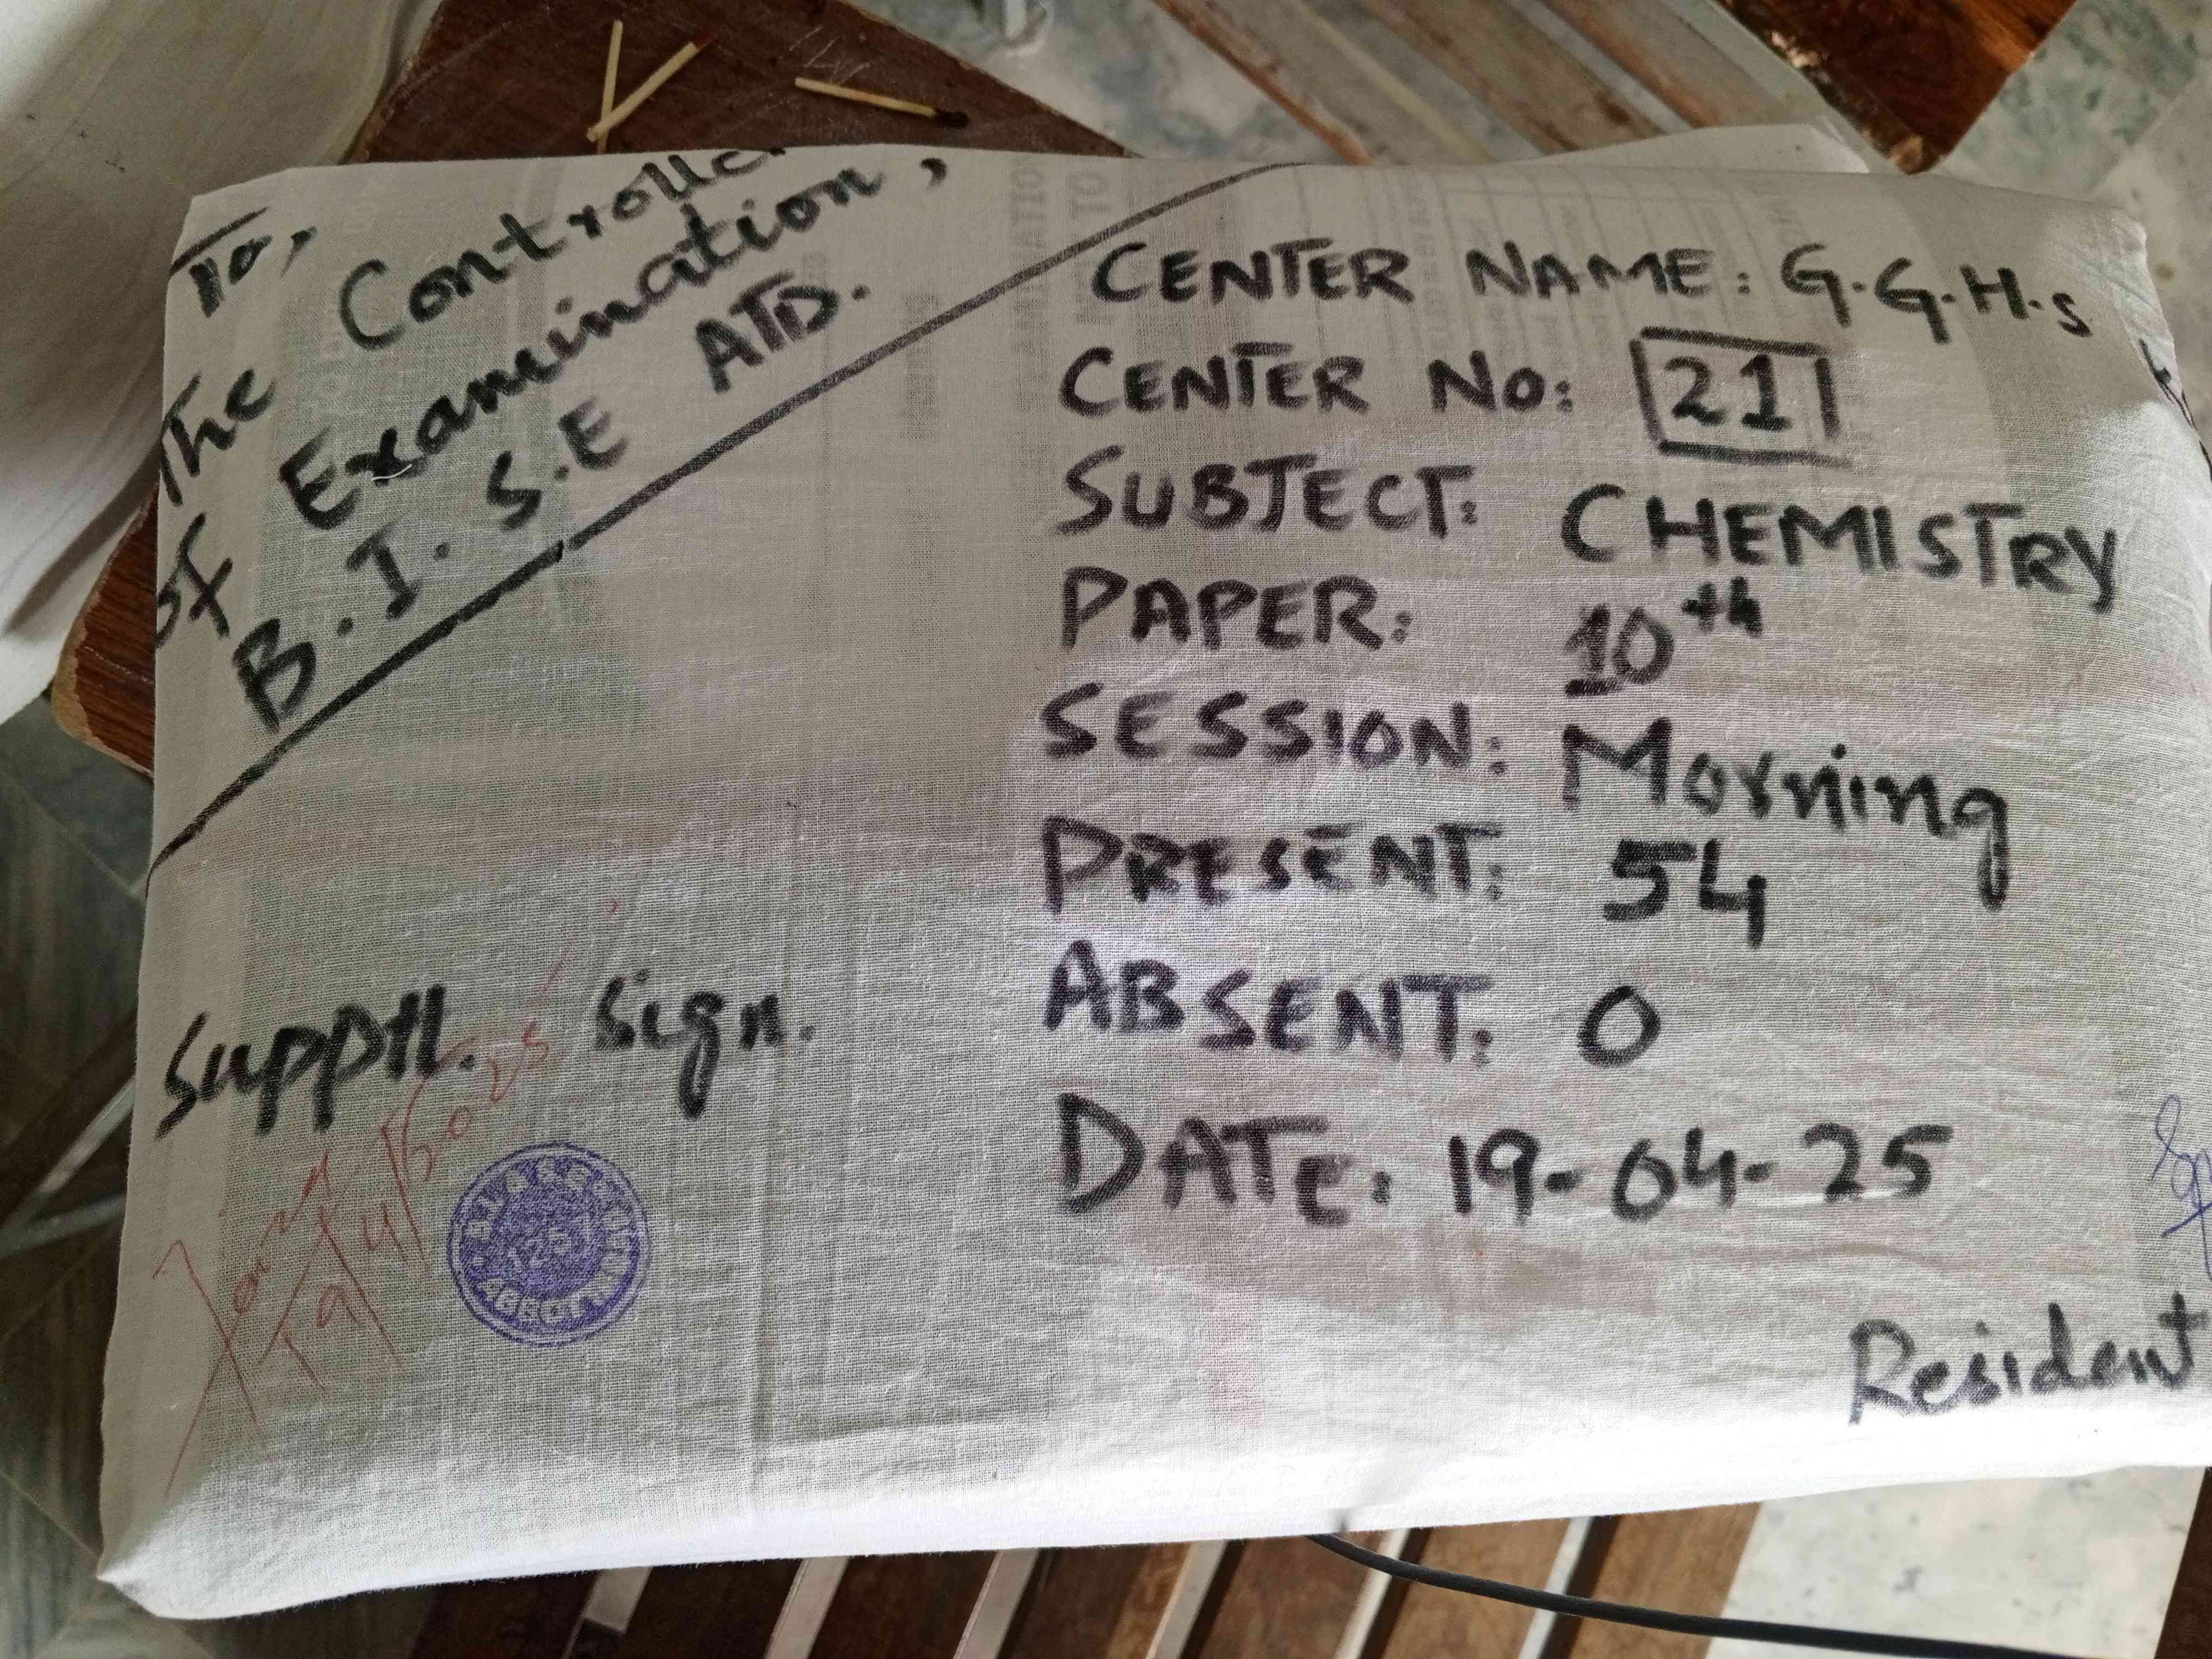 To,
The Controller
of Examination,
B.I.S.E ATD.
CENTER NAME: G.G.H.S
CENTER No: 21
SUBJECT: CHEMISTRY
PAPER: 10th
SESSION: Morning
PRESENT: 54
ABSENT: 0
DATE: 19-04-25
Suppdt. Sign.
Resident